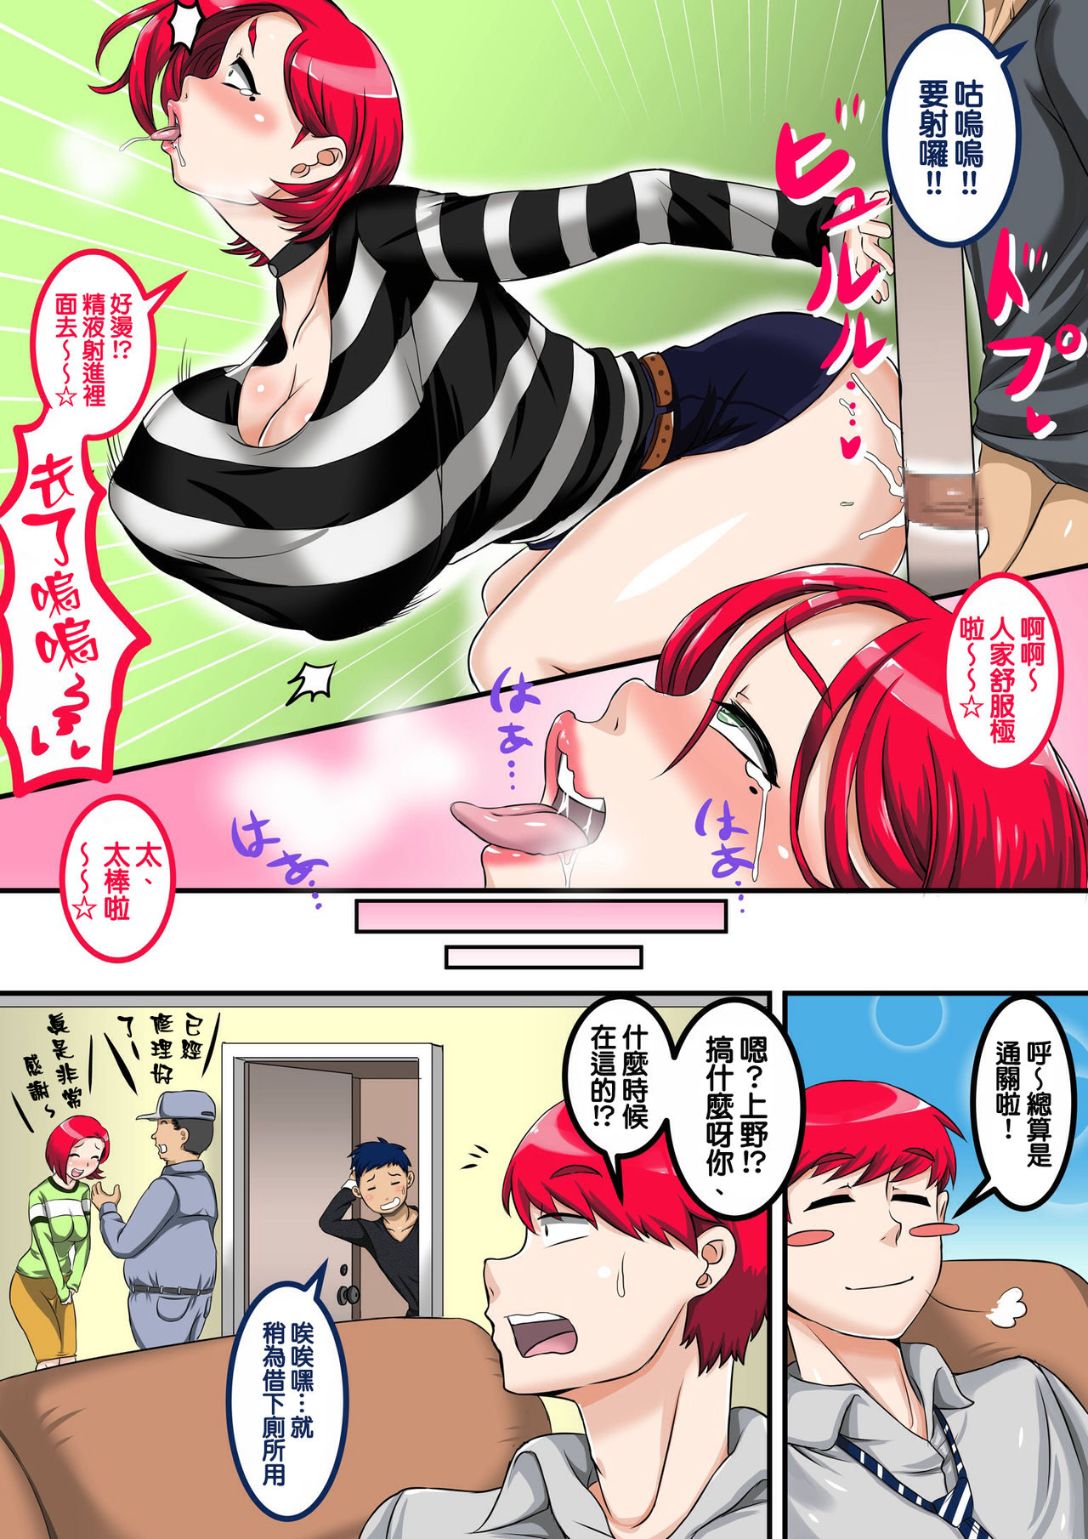 咕嗚嗚!!
要射囉!!
ビュルルル……♥
ドプ♥
好燙!?
精液射進裡
面去～～☆
去了嗚嗚～～
啊啊～
人家舒服極
啦～～☆
はぁ…
はぁ…
はぁ…
太、
太棒啦
～～☆
呼～總算是
通關啦！
嗯？上野!?
搞什麼呀你、
什麼時候
在這的!?
已經
修理好
了ー
真是非常
感謝～
唉唉嘿…就
稍為借下廁所用